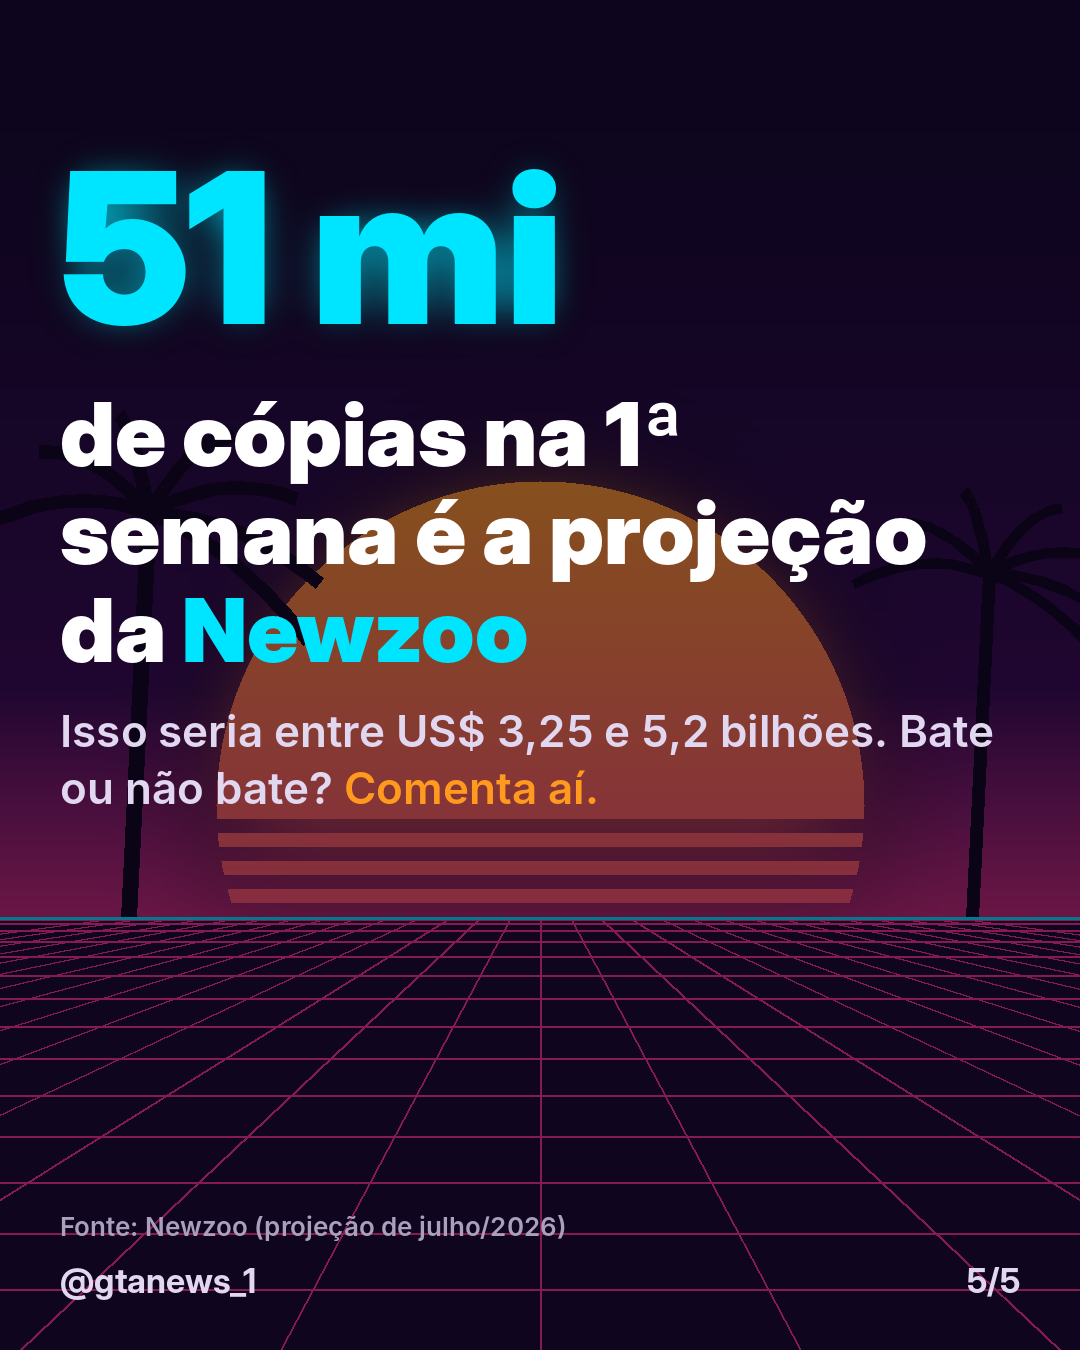 51 mi
de cópias na 1ª
semana é a projeção
da Newzoo
Isso seria entre US$ 3,25 e 5,2 bilhões. Bate
ou não bate? Comenta aí.
Fonte: Newzoo (projeção de julho/2026)
@gtanews_1
5/5